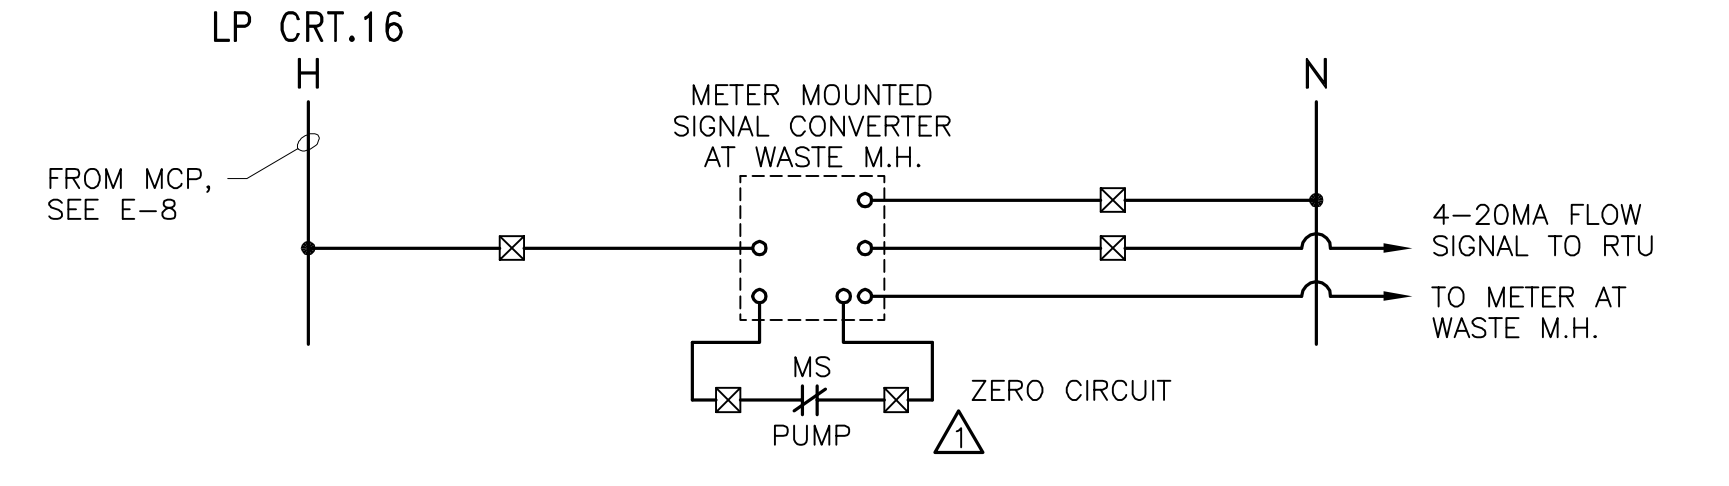 LP CRT.16
H
N
METER MOUNTED
SIGNAL CONVERTER
AT WASTE M.H.
FROM MCP,
SEE E-8
4-20MA FLOW
SIGNAL TO RTU
TO METER AT
WASTE M.H.
MS
PUMP
ZERO CIRCUIT
1